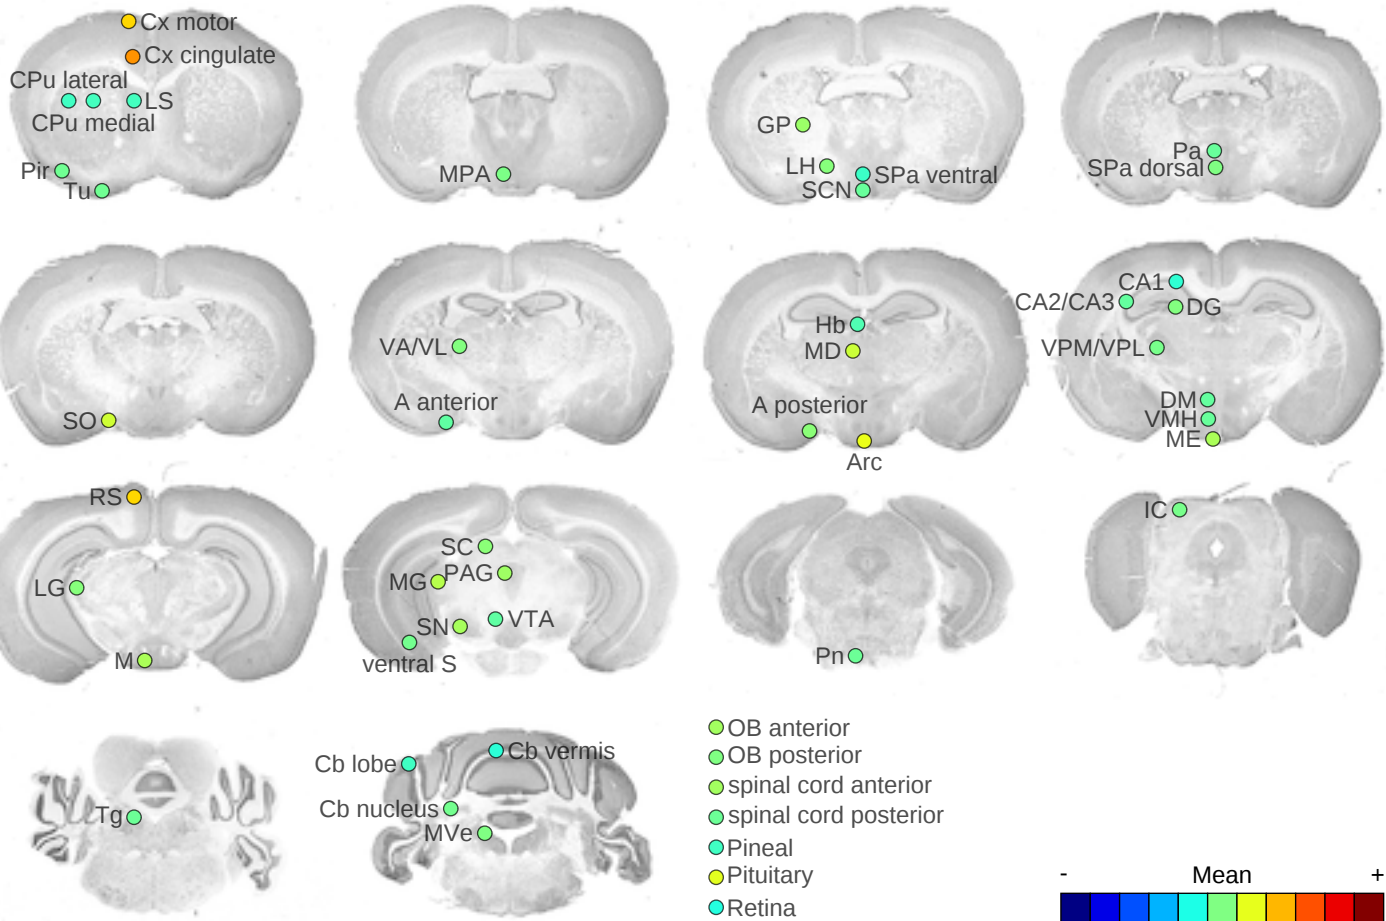 Cx motor
Cx cingulate
CPu lateral
LS
CPu medial
Pir
Tu
MPA
GP
LH
SPa ventral
SCN
Pa
SPa dorsal
SO
VA/VL
A anterior
Hb
MD
A posterior
Arc
CA1
CA2/CA3
DG
VPM/VPL
DM
VMH
ME
RS
LG
M
SC
PAG
MG
SN
VTA
ventral S
Pn
IC
Tg
Cb lobe
Cb vermis
Cb nucleus
MVe
OB anterior
OB posterior
spinal cord anterior
spinal cord posterior
Pineal
Pituitary
Retina
- Mean +